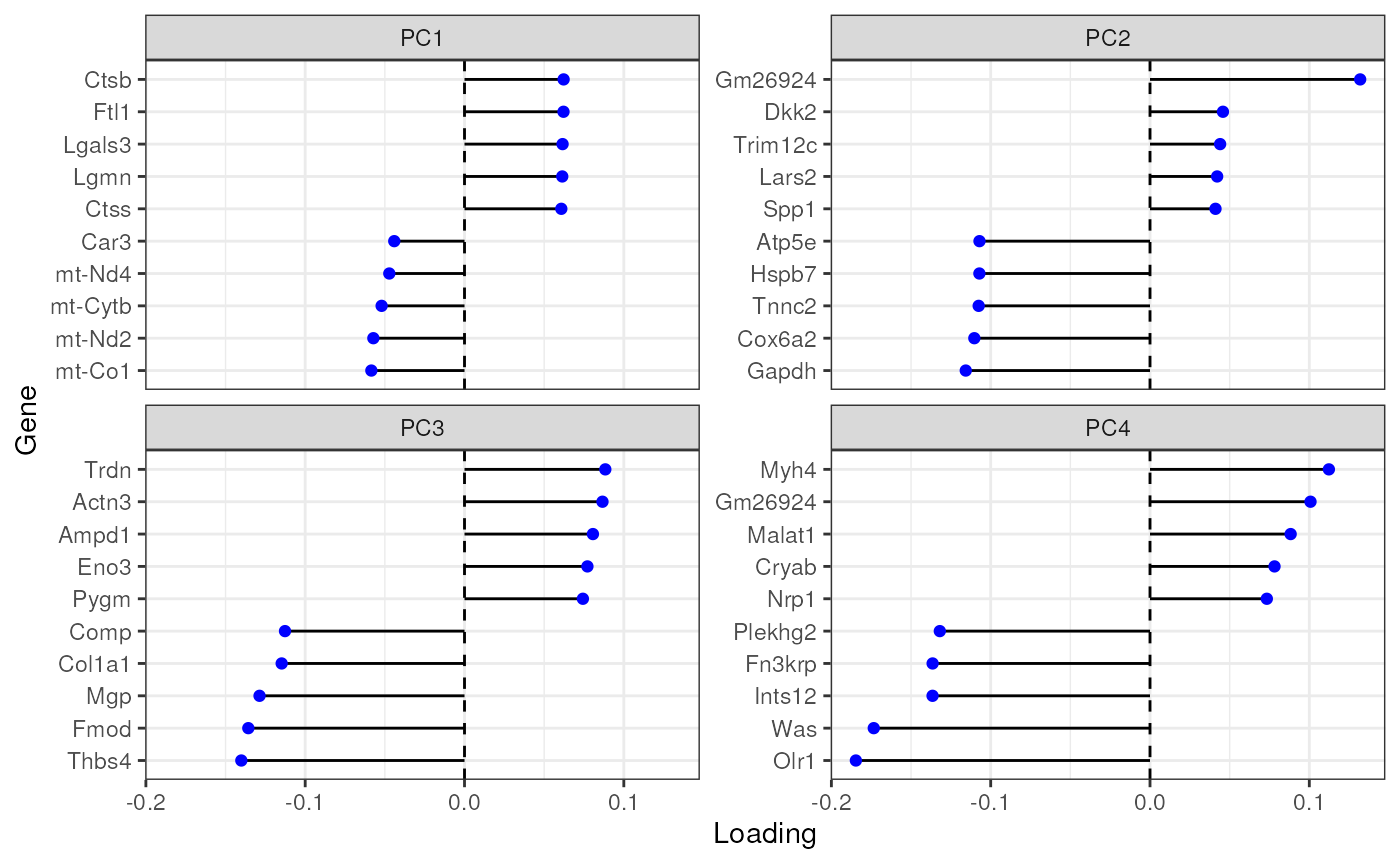 PC1
Ctsb
Ftl1
Lgals3
Lgmn
Ctss
Car3
mt-Nd4
mt-Cytb
mt-Nd2
mt-Co1
PC2
Gm26924
Dkk2
Trim12c
Lars2
Spp1
Atp5e
Hspb7
Tnnc2
Cox6a2
Gapdh
Gene
PC3
Trdn
Actn3
Ampd1
Eno3
Pygm
Comp
Col1a1
Mgp
Fmod
Thbs4
-0.2 -0.1 0.0 0.1
PC4
Myh4
Gm26924
Malat1
Cryab
Nrp1
Plekhg2
Fn3krp
Ints12
Was
Olr1
-0.2 -0.1 0.0 0.1
Loading